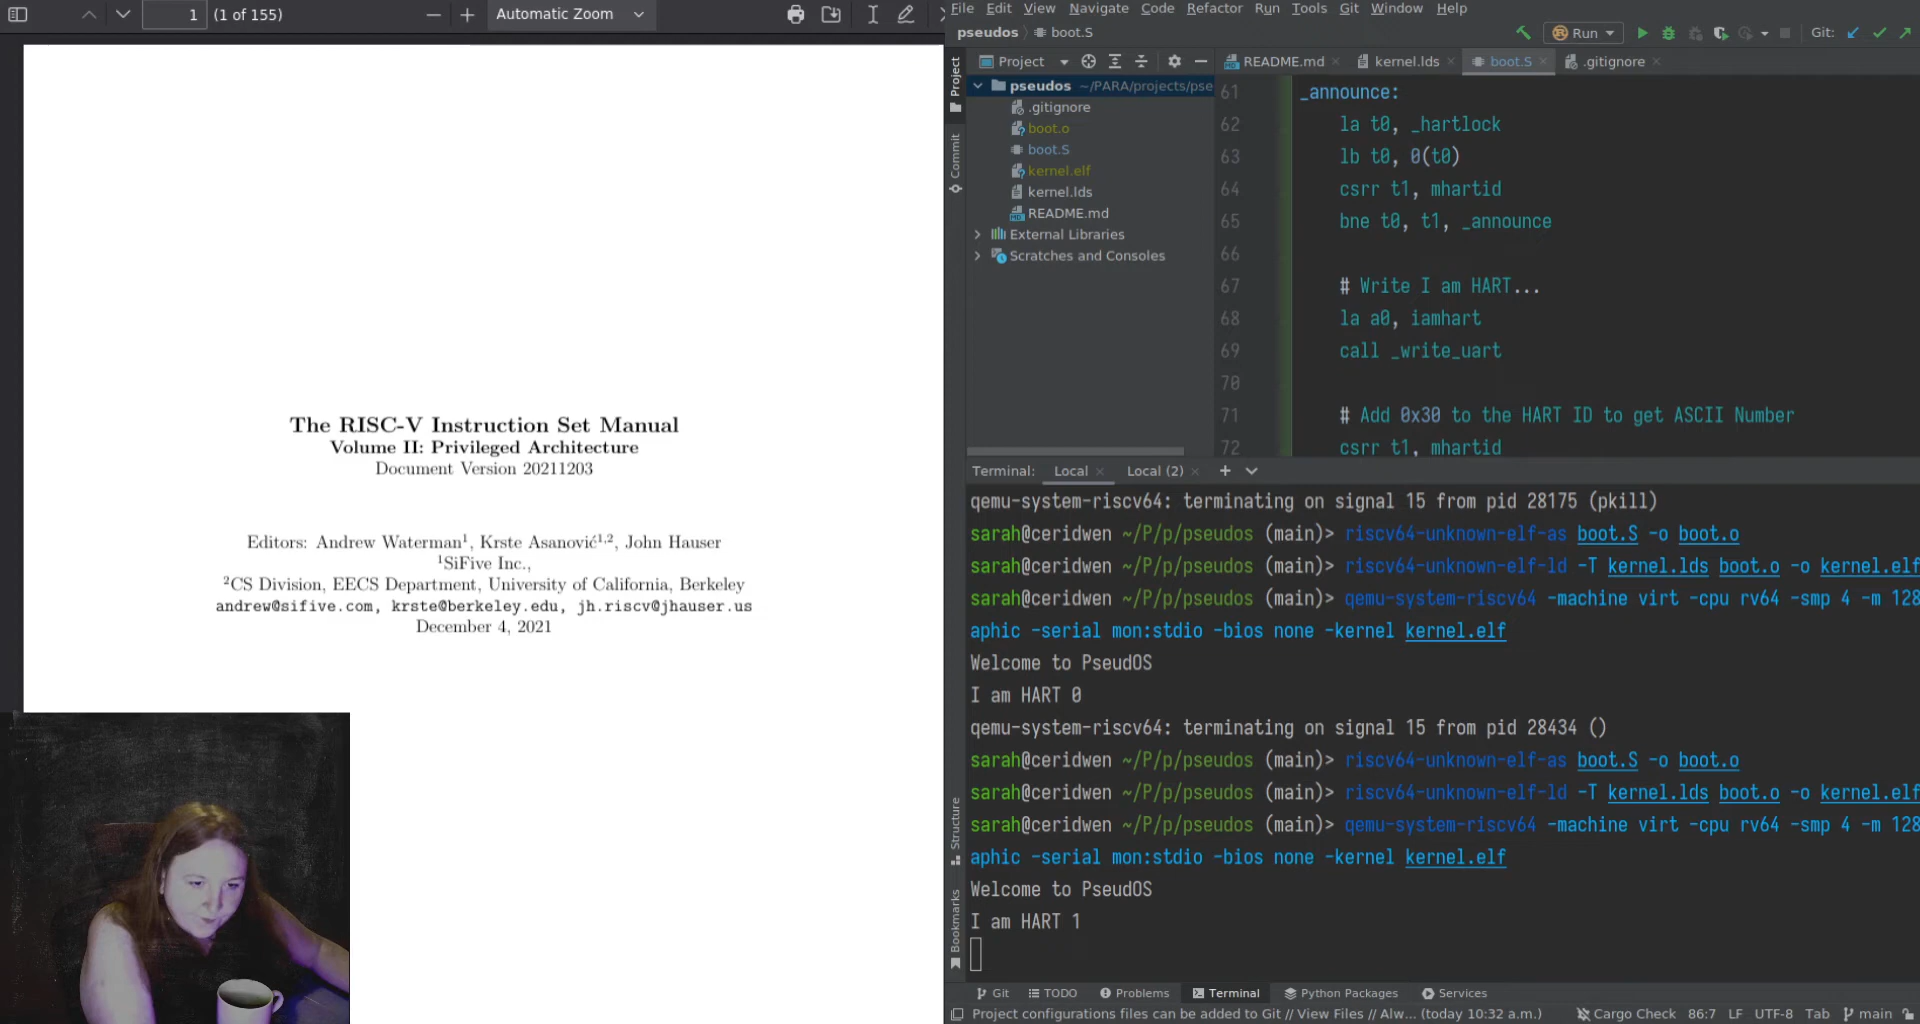 1 (1 of 155) Automatic Zoom
The RISC-V Instruction Set Manual
Volume II: Privileged Architecture
Document Version 20211203
Editors: Andrew Waterman1, Krste Asanović1,2, John Hauser
1SiFive Inc.,
2CS Division, EECS Department, University of California, Berkeley
andrew@sifive.com, krste@berkeley.edu, jh.riscv@jhauser.us
December 4, 2021
File Edit View Navigate Code Refactor Run Tools Git Window Help
pseudos boot.S
Run Git:
Project
README.md kernel.lds boot.S .gitignore
Project
Commit
pseudos ~/PARA/projects/pse
.gitignore
boot.o
boot.S
kernel.elf
kernel.lds
README.md
External Libraries
Scratches and Consoles
61 _announce:
62 la t0, _hartlock
63 lb t0, 0(t0)
64 csrr t1, mhartid
65 bne t0, t1, _announce
66
67 # Write I am HART...
68 la a0, iamhart
69 call _write_uart
70
71 # Add 0x30 to the HART ID to get ASCII Number
72 csrr t1, mhartid
Terminal: Local Local (2)
qemu-system-riscv64: terminating on signal 15 from pid 28175 (pkill)
sarah@ceridwen ~/P/p/pseudos (main)> riscv64-unknown-elf-as boot.S -o boot.o
sarah@ceridwen ~/P/p/pseudos (main)> riscv64-unknown-elf-ld -T kernel.lds boot.o -o kernel.elf
sarah@ceridwen ~/P/p/pseudos (main)> qemu-system-riscv64 -machine virt -cpu rv64 -smp 4 -m 128
aphic -serial mon:stdio -bios none -kernel kernel.elf
Welcome to PseudOS
I am HART 0
qemu-system-riscv64: terminating on signal 15 from pid 28434 ()
sarah@ceridwen ~/P/p/pseudos (main)> riscv64-unknown-elf-as boot.S -o boot.o
sarah@ceridwen ~/P/p/pseudos (main)> riscv64-unknown-elf-ld -T kernel.lds boot.o -o kernel.elf
sarah@ceridwen ~/P/p/pseudos (main)> qemu-system-riscv64 -machine virt -cpu rv64 -smp 4 -m 128
aphic -serial mon:stdio -bios none -kernel kernel.elf
Welcome to PseudOS
I am HART 1
Structure
Bookmarks
Git TODO Problems Terminal Python Packages Services
Project configurations files can be added to Git // View Files // Alw... (today 10:32 a.m.) Cargo Check 86:7 LF UTF-8 Tab main